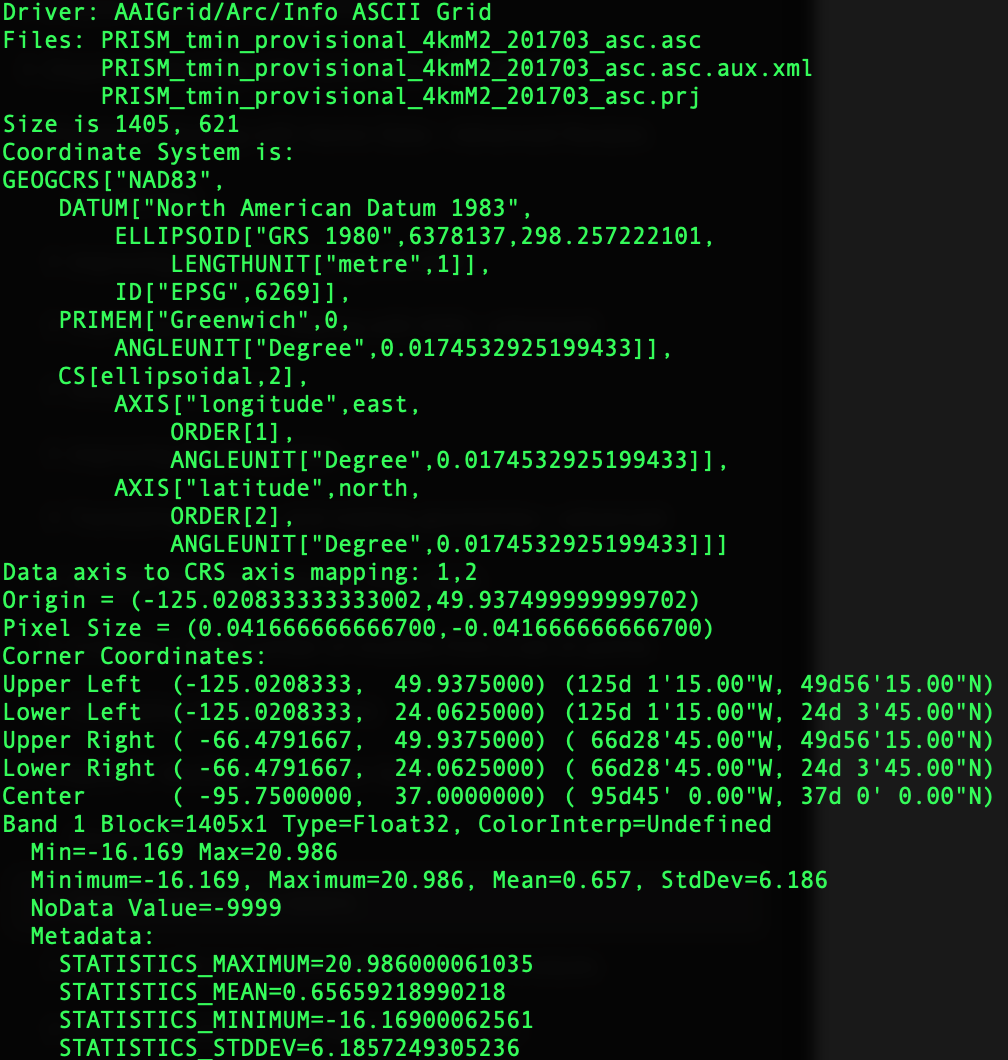 Driver: AAIGrid/Arc/Info ASCII Grid
Files: PRISM_tmin_provisional_4kmM2_201703_asc.asc
       PRISM_tmin_provisional_4kmM2_201703_asc.asc.aux.xml
       PRISM_tmin_provisional_4kmM2_201703_asc.prj
Size is 1405, 621
Coordinate System is:
GEOGCRS["NAD83",
    DATUM["North American Datum 1983",
        ELLIPSOID["GRS 1980",6378137,298.257222101,
            LENGTHUNIT["metre",1]],
        ID["EPSG",6269]],
    PRIMEM["Greenwich",0,
        ANGLEUNIT["Degree",0.0174532925199433]],
    CS[ellipsoidal,2],
        AXIS["longitude",east,
            ORDER[1],
            ANGLEUNIT["Degree",0.0174532925199433]],
        AXIS["latitude",north,
            ORDER[2],
            ANGLEUNIT["Degree",0.0174532925199433]]]
Data axis to CRS axis mapping: 1,2
Origin = (-125.020833333333002,49.937499999999702)
Pixel Size = (0.041666666666700,-0.041666666666700)
Corner Coordinates:
Upper Left  (-125.0208333,  49.9375000) (125d 1'15.00"W, 49d56'15.00"N)
Lower Left  (-125.0208333,  24.0625000) (125d 1'15.00"W, 24d 3'45.00"N)
Upper Right ( -66.4791667,  49.9375000) ( 66d28'45.00"W, 49d56'15.00"N)
Lower Right ( -66.4791667,  24.0625000) ( 66d28'45.00"W, 24d 3'45.00"N)
Center      ( -95.7500000,  37.0000000) ( 95d45' 0.00"W, 37d 0' 0.00"N)
Band 1 Block=1405x1 Type=Float32, ColorInterp=Undefined
  Min=-16.169 Max=20.986
  Minimum=-16.169, Maximum=20.986, Mean=0.657, StdDev=6.186
  NoData Value=-9999
  Metadata:
    STATISTICS_MAXIMUM=20.986000061035
    STATISTICS_MEAN=0.65659218990218
    STATISTICS_MINIMUM=-16.16900062561
    STATISTICS_STDDEV=6.1857249305236